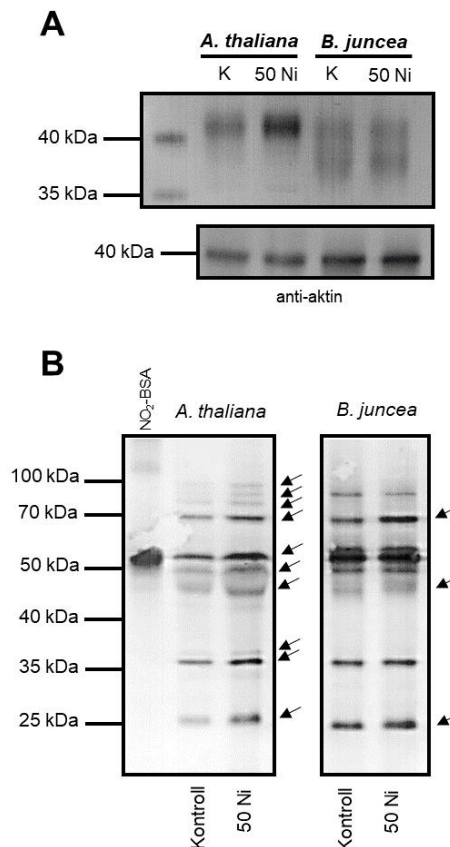 A
A. thaliana B. juncea
K 50 Ni K 50 Ni
40 kDa
35 kDa
40 kDa
anti-aktin
B
NO₂-BSA
A. thaliana B. juncea
100 kDa
70 kDa
50 kDa
40 kDa
35 kDa
25 kDa
Kontroll 50 Ni Kontroll 50 Ni